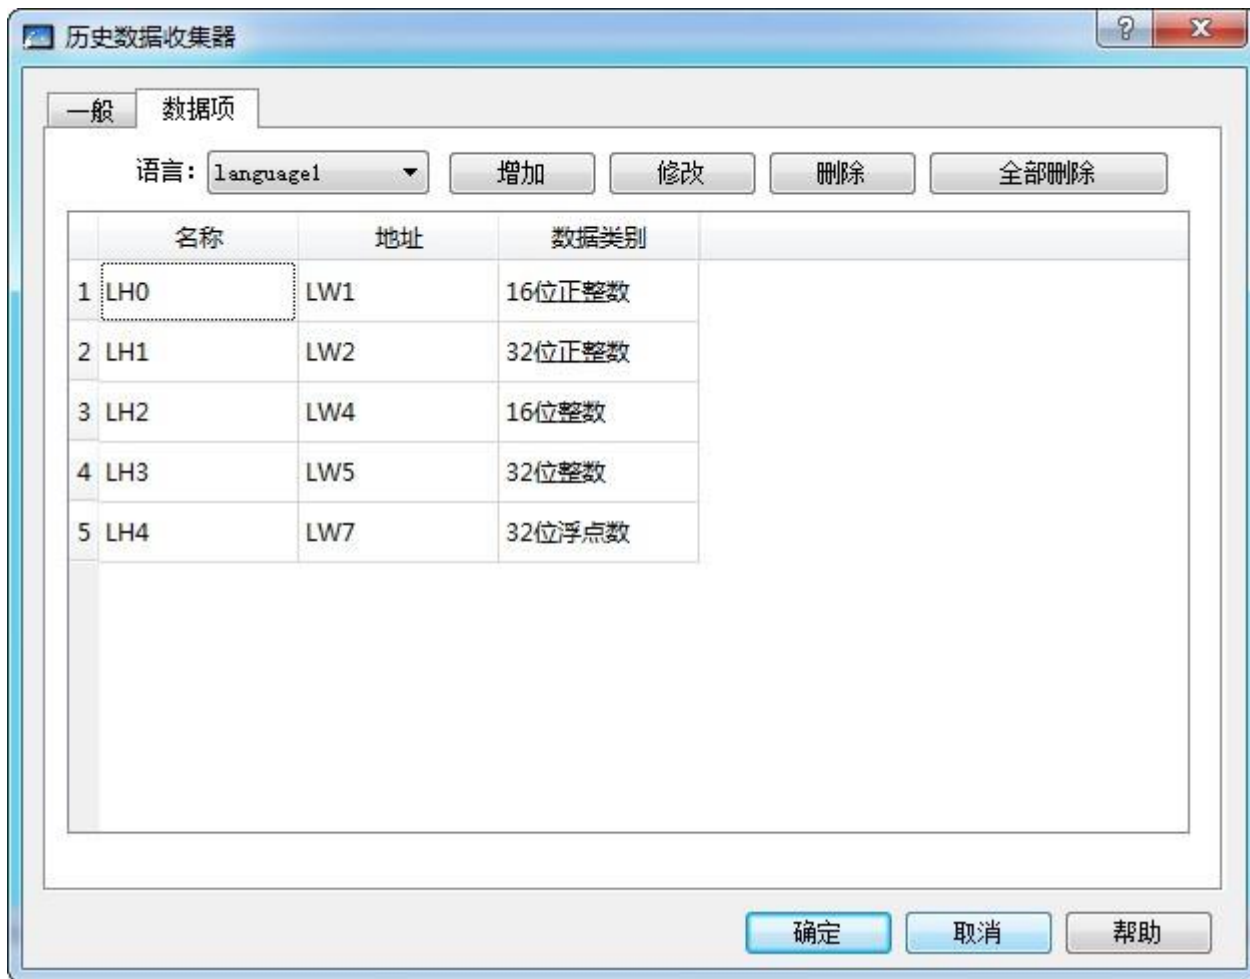 历史数据收集器
一般 数据项
语言: language1 增加 修改 删除 全部删除
名称 地址 数据类别
1 LH0 LW1 16位正整数
2 LH1 LW2 32位正整数
3 LH2 LW4 16位整数
4 LH3 LW5 32位整数
5 LH4 LW7 32位浮点数
确定 取消 帮助